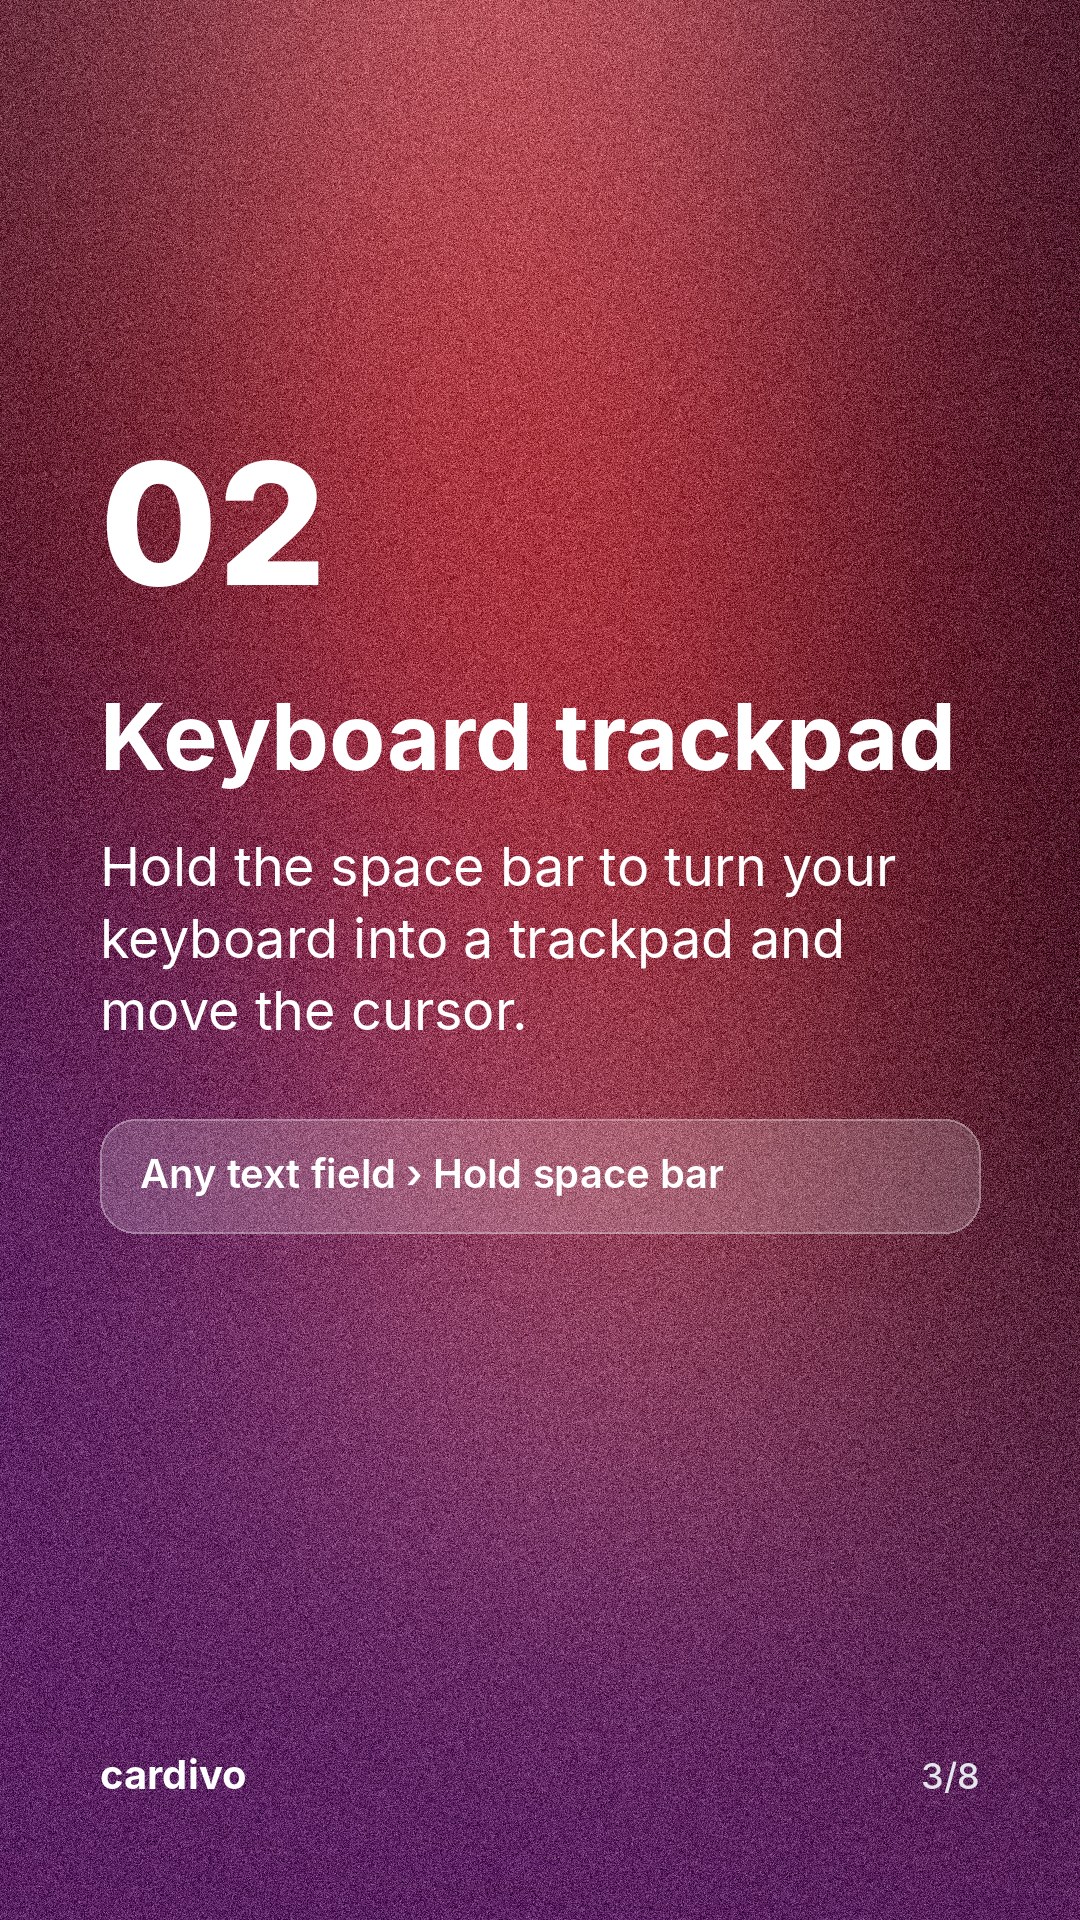 02
Keyboard trackpad
Hold the space bar to turn your
keyboard into a trackpad and
move the cursor.
Any text field › Hold space bar
cardivo
3/8